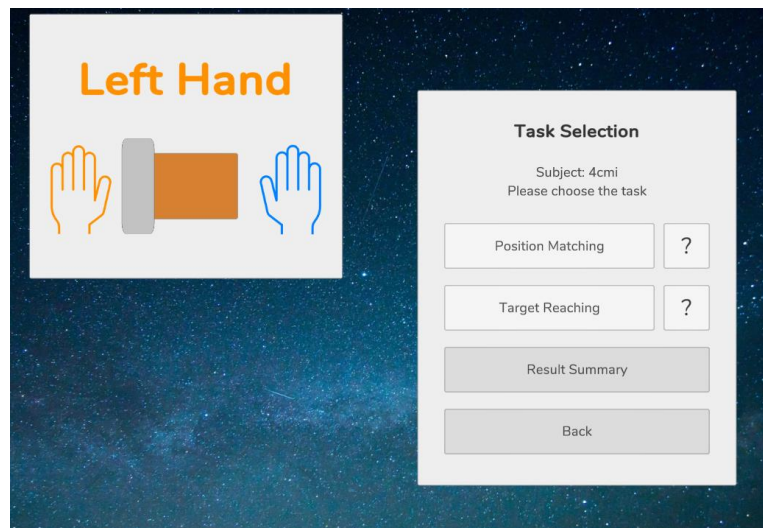 Left Hand
Task Selection
Subject: 4cmi
Please choose the task
Position Matching
?
Target Reaching
?
Result Summary
Back